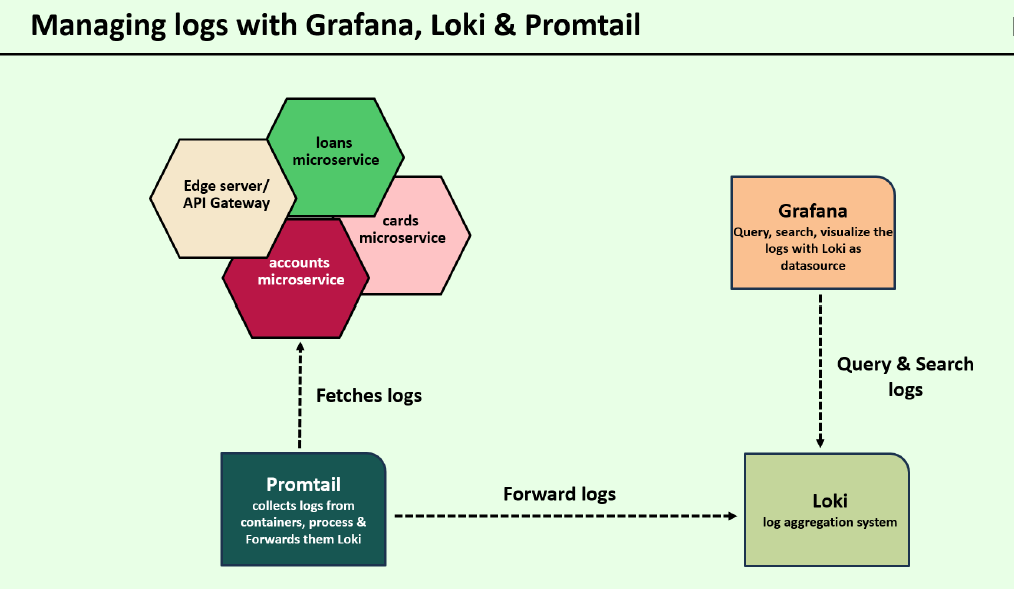 Managing logs with Grafana, Loki & Promtail
loans
microservice
Edge server/
API Gateway
cards
microservice
accounts
microservice
Grafana
Query, search, visualize the
logs with Loki as
datasource
Fetches logs
Query & Search
logs
Promtail
collects logs from
containers, process &
Forwards them Loki
Forward logs
Loki
log aggregation system